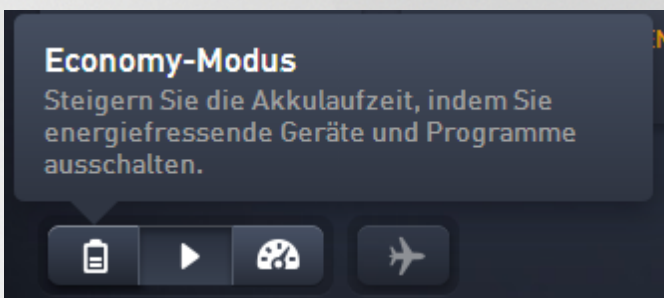 Economy-Modus
Steigern Sie die Akkulaufzeit, indem Sie
energiefressende Geräte und Programme
ausschalten.